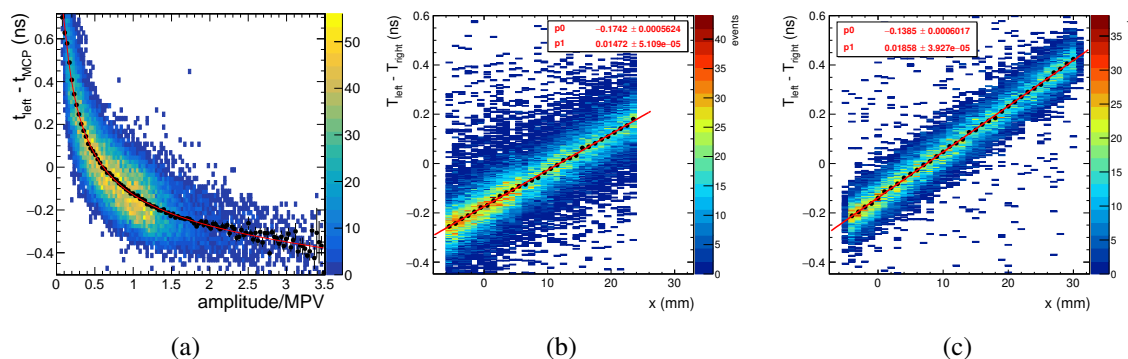 t_left - t_MCP (ns)
0.6
0.4
0.2
0
−0.2
−0.4
0 0.5 1 1.5 2 2.5 3 3.5
amplitude/MPV
50
40
30
20
10
0
(a)
T_left - T_right (ns)
0.6
0.4
0.2
0
−0.2
−0.4
p0 −0.1742 ± 0.0005624
p1 0.01472 ± 5.109e−05
0 10 20 30
x (mm)
events
40
35
30
25
20
15
10
5
0
(b)
T_left - T_right (ns)
0.6
0.4
0.2
0
−0.2
−0.4
p0 −0.1385 ± 0.0006017
p1 0.01858 ± 3.927e−05
0 10 20 30
x (mm)
35
30
25
20
15
10
5
0
(c)